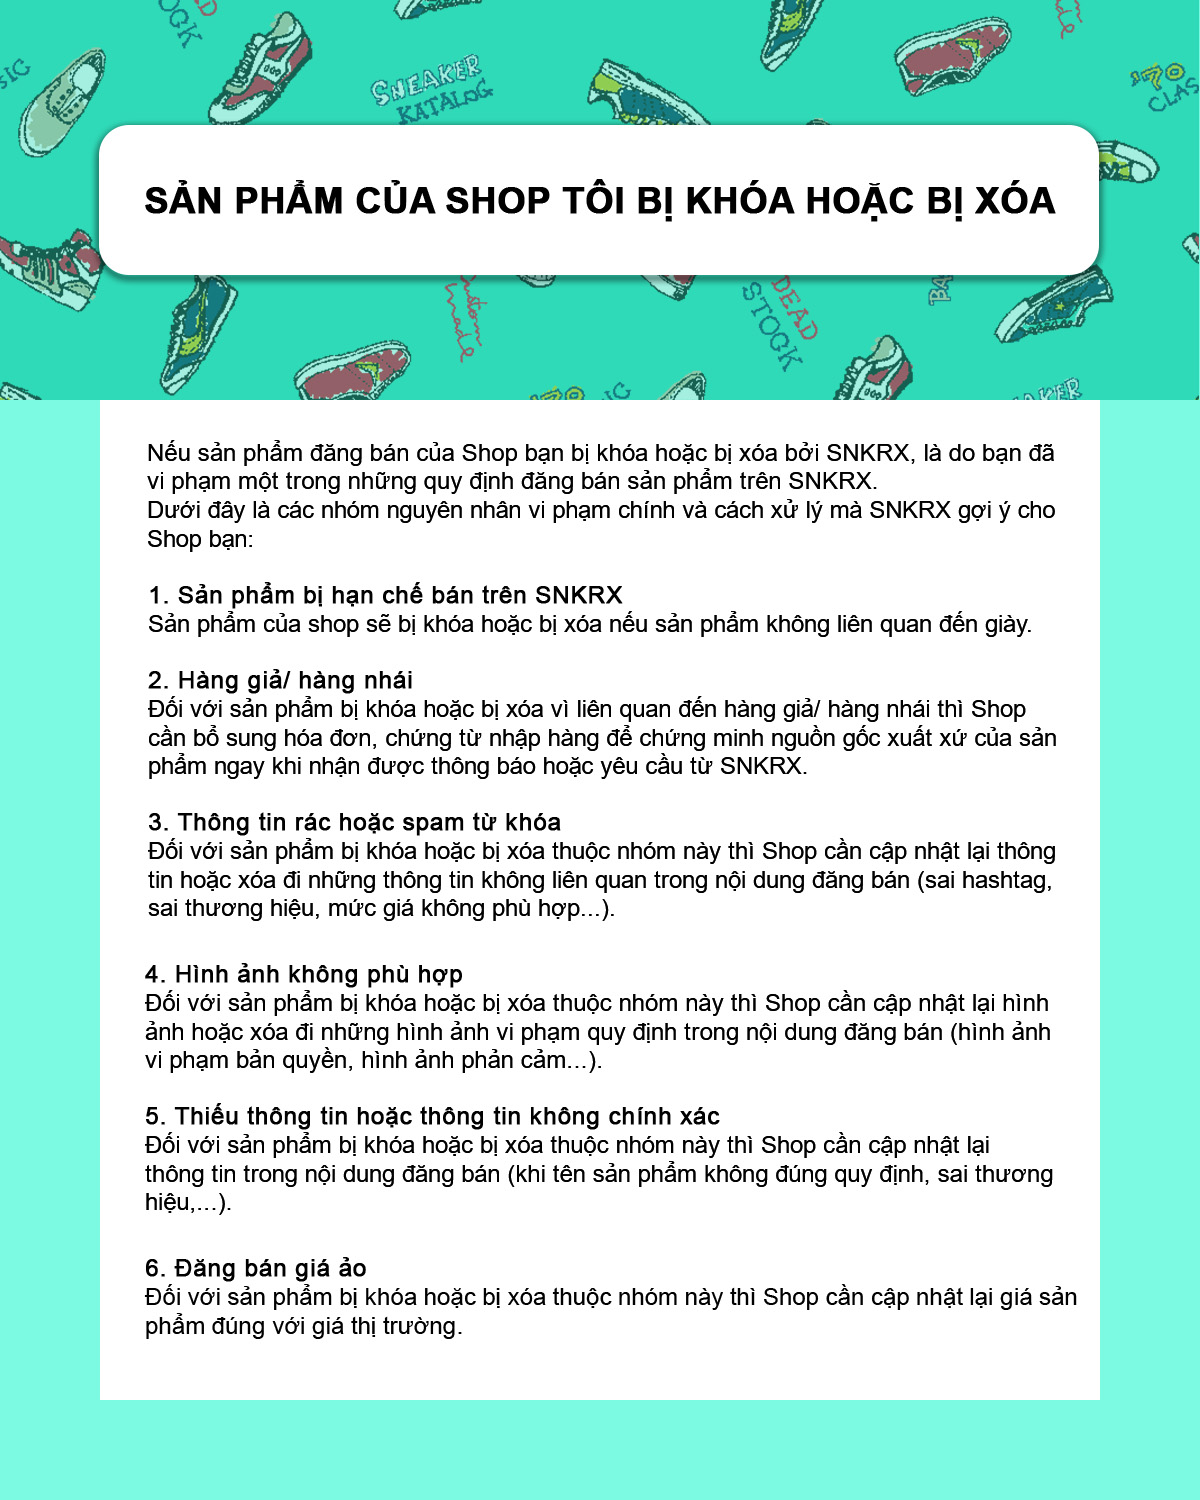 SIC
OCK
AD
SNEAKER
KATALOG
made
'70
CLAS
SẢN PHẨM CỦA SHOP TÔI BỊ KHÓA HOẶC BỊ XÓA
custom
made
DEAD
STOCK
BA
'70
IC
AKER
Nếu sản phẩm đăng bán của Shop bạn bị khóa hoặc bị xóa bởi SNKRX, là do bạn đã
vi phạm một trong những quy định đăng bán sản phẩm trên SNKRX.
Dưới đây là các nhóm nguyên nhân vi phạm chính và cách xử lý mà SNKRX gợi ý cho
Shop bạn:
1. Sản phẩm bị hạn chế bán trên SNKRX
Sản phẩm của shop sẽ bị khóa hoặc bị xóa nếu sản phẩm không liên quan đến giày.
2. Hàng giả/ hàng nhái
Đối với sản phẩm bị khóa hoặc bị xóa vì liên quan đến hàng giả/ hàng nhái thì Shop
cần bổ sung hóa đơn, chứng từ nhập hàng để chứng minh nguồn gốc xuất xứ của sản
phẩm ngay khi nhận được thông báo hoặc yêu cầu từ SNKRX.
3. Thông tin rác hoặc spam từ khóa
Đối với sản phẩm bị khóa hoặc bị xóa thuộc nhóm này thì Shop cần cập nhật lại thông
tin hoặc xóa đi những thông tin không liên quan trong nội dung đăng bán (sai hashtag,
sai thương hiệu, mức giá không phù hợp...).
4. Hình ảnh không phù hợp
Đối với sản phẩm bị khóa hoặc bị xóa thuộc nhóm này thì Shop cần cập nhật lại hình
ảnh hoặc xóa đi những hình ảnh vi phạm quy định trong nội dung đăng bán (hình ảnh
vi phạm bản quyền, hình ảnh phản cảm...).
5. Thiếu thông tin hoặc thông tin không chính xác
Đối với sản phẩm bị khóa hoặc bị xóa thuộc nhóm này thì Shop cần cập nhật lại
thông tin trong nội dung đăng bán (khi tên sản phẩm không đúng quy định, sai thương
hiệu,...).
6. Đăng bán giá ảo
Đối với sản phẩm bị khóa hoặc bị xóa thuộc nhóm này thì Shop cần cập nhật lại giá sản
phẩm đúng với giá thị trường.